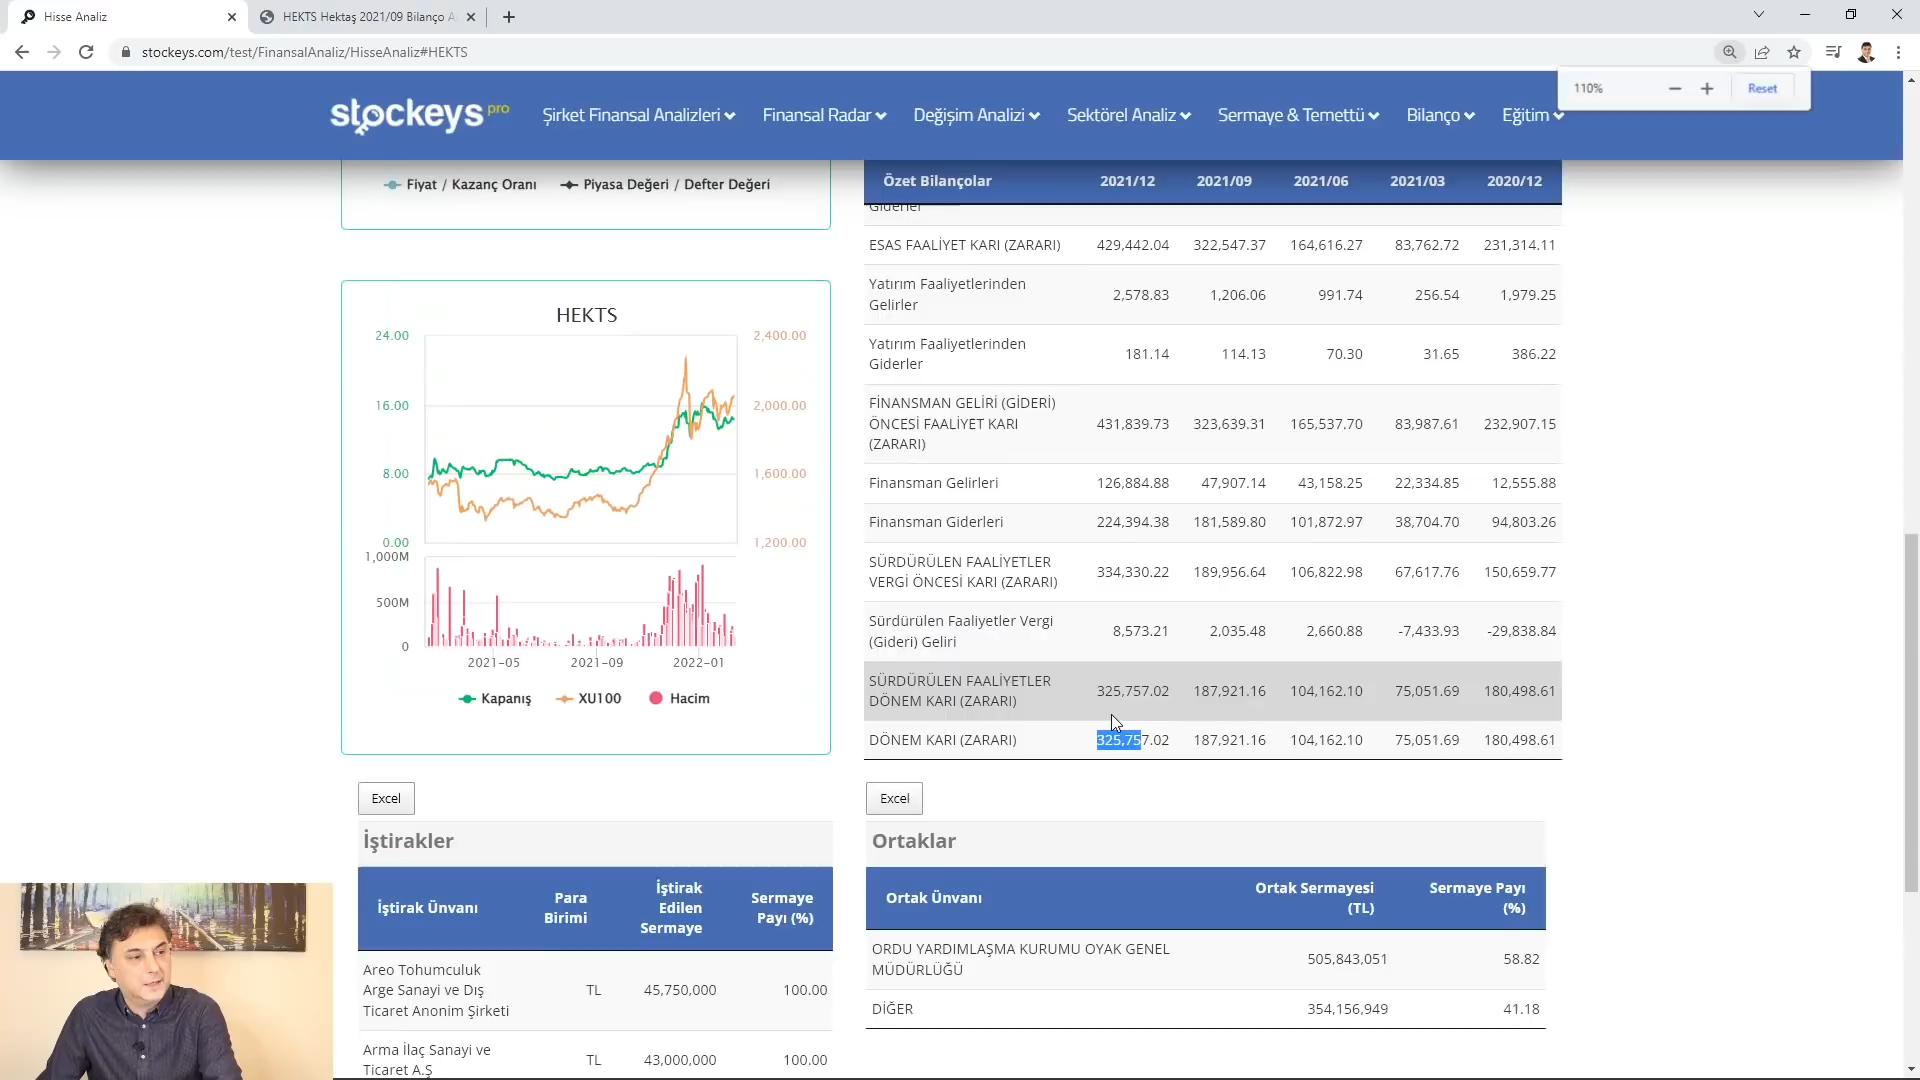 Hisse Analiz
HEKTS Hektaş 2021/09 Bilanço A
stockeys.com/test/FinansalAnaliz/HisseAnaliz#HEKTS
110%
Reset
stockeys pro
Şirket Finansal Analizleri
Finansal Radar
Değişim Analizi
Sektörel Analiz
Sermaye & Temettü
Bilanço
Eğitim
Fiyat / Kazanç Oranı
Piyasa Değeri / Defter Değeri
HEKTS
24.00
16.00
8.00
0.00
2,400.00
2,000.00
1,600.00
1,200.00
1,000M
500M
0
2021-05
2021-09
2022-01
Kapanış
XU100
Hacim
Özet Bilançolar 2021/12 2021/09 2021/06 2021/03 2020/12
Giderler
ESAS FAALİYET KARI (ZARARI) 429,442.04 322,547.37 164,616.27 83,762.72 231,314.11
Yatırım Faaliyetlerinden
Gelirler
2,578.83 1,206.06 991.74 256.54 1,979.25
Yatırım Faaliyetlerinden
Giderler
181.14 114.13 70.30 31.65 386.22
FİNANSMAN GELİRİ (GİDERİ)
ÖNCESİ FAALİYET KARI
(ZARARI)
431,839.73 323,639.31 165,537.70 83,987.61 232,907.15
Finansman Gelirleri 126,884.88 47,907.14 43,158.25 22,334.85 12,555.88
Finansman Giderleri 224,394.38 181,589.80 101,872.97 38,704.70 94,803.26
SÜRDÜRÜLEN FAALİYETLER
VERGİ ÖNCESİ KARI (ZARARI)
334,330.22 189,956.64 106,822.98 67,617.76 150,659.77
Sürdürülen Faaliyetler Vergi
(Gideri) Geliri
8,573.21 2,035.48 2,660.88 -7,433.93 -29,838.84
SÜRDÜRÜLEN FAALİYETLER
DÖNEM KARI (ZARARI)
325,757.02 187,921.16 104,162.10 75,051.69 180,498.61
DÖNEM KARI (ZARARI) 325,757.02 187,921.16 104,162.10 75,051.69 180,498.61
Excel
İştirakler
İştirak Ünvanı
Para
Birimi
İştirak
Edilen
Sermaye
Sermaye
Payı (%)
Areo Tohumculuk
Arge Sanayi ve Dış
Ticaret Anonim Şirketi
TL 45,750,000 100.00
Arma İlaç Sanayi ve
Ticaret A.Ş
TL 43,000,000 100.00
Excel
Ortaklar
Ortak Ünvanı
Ortak Sermayesi
(TL)
Sermaye Payı
(%)
ORDU YARDIMLAŞMA KURUMU OYAK GENEL
MÜDÜRLÜĞÜ
505,843,051 58.82
DİĞER 354,156,949 41.18